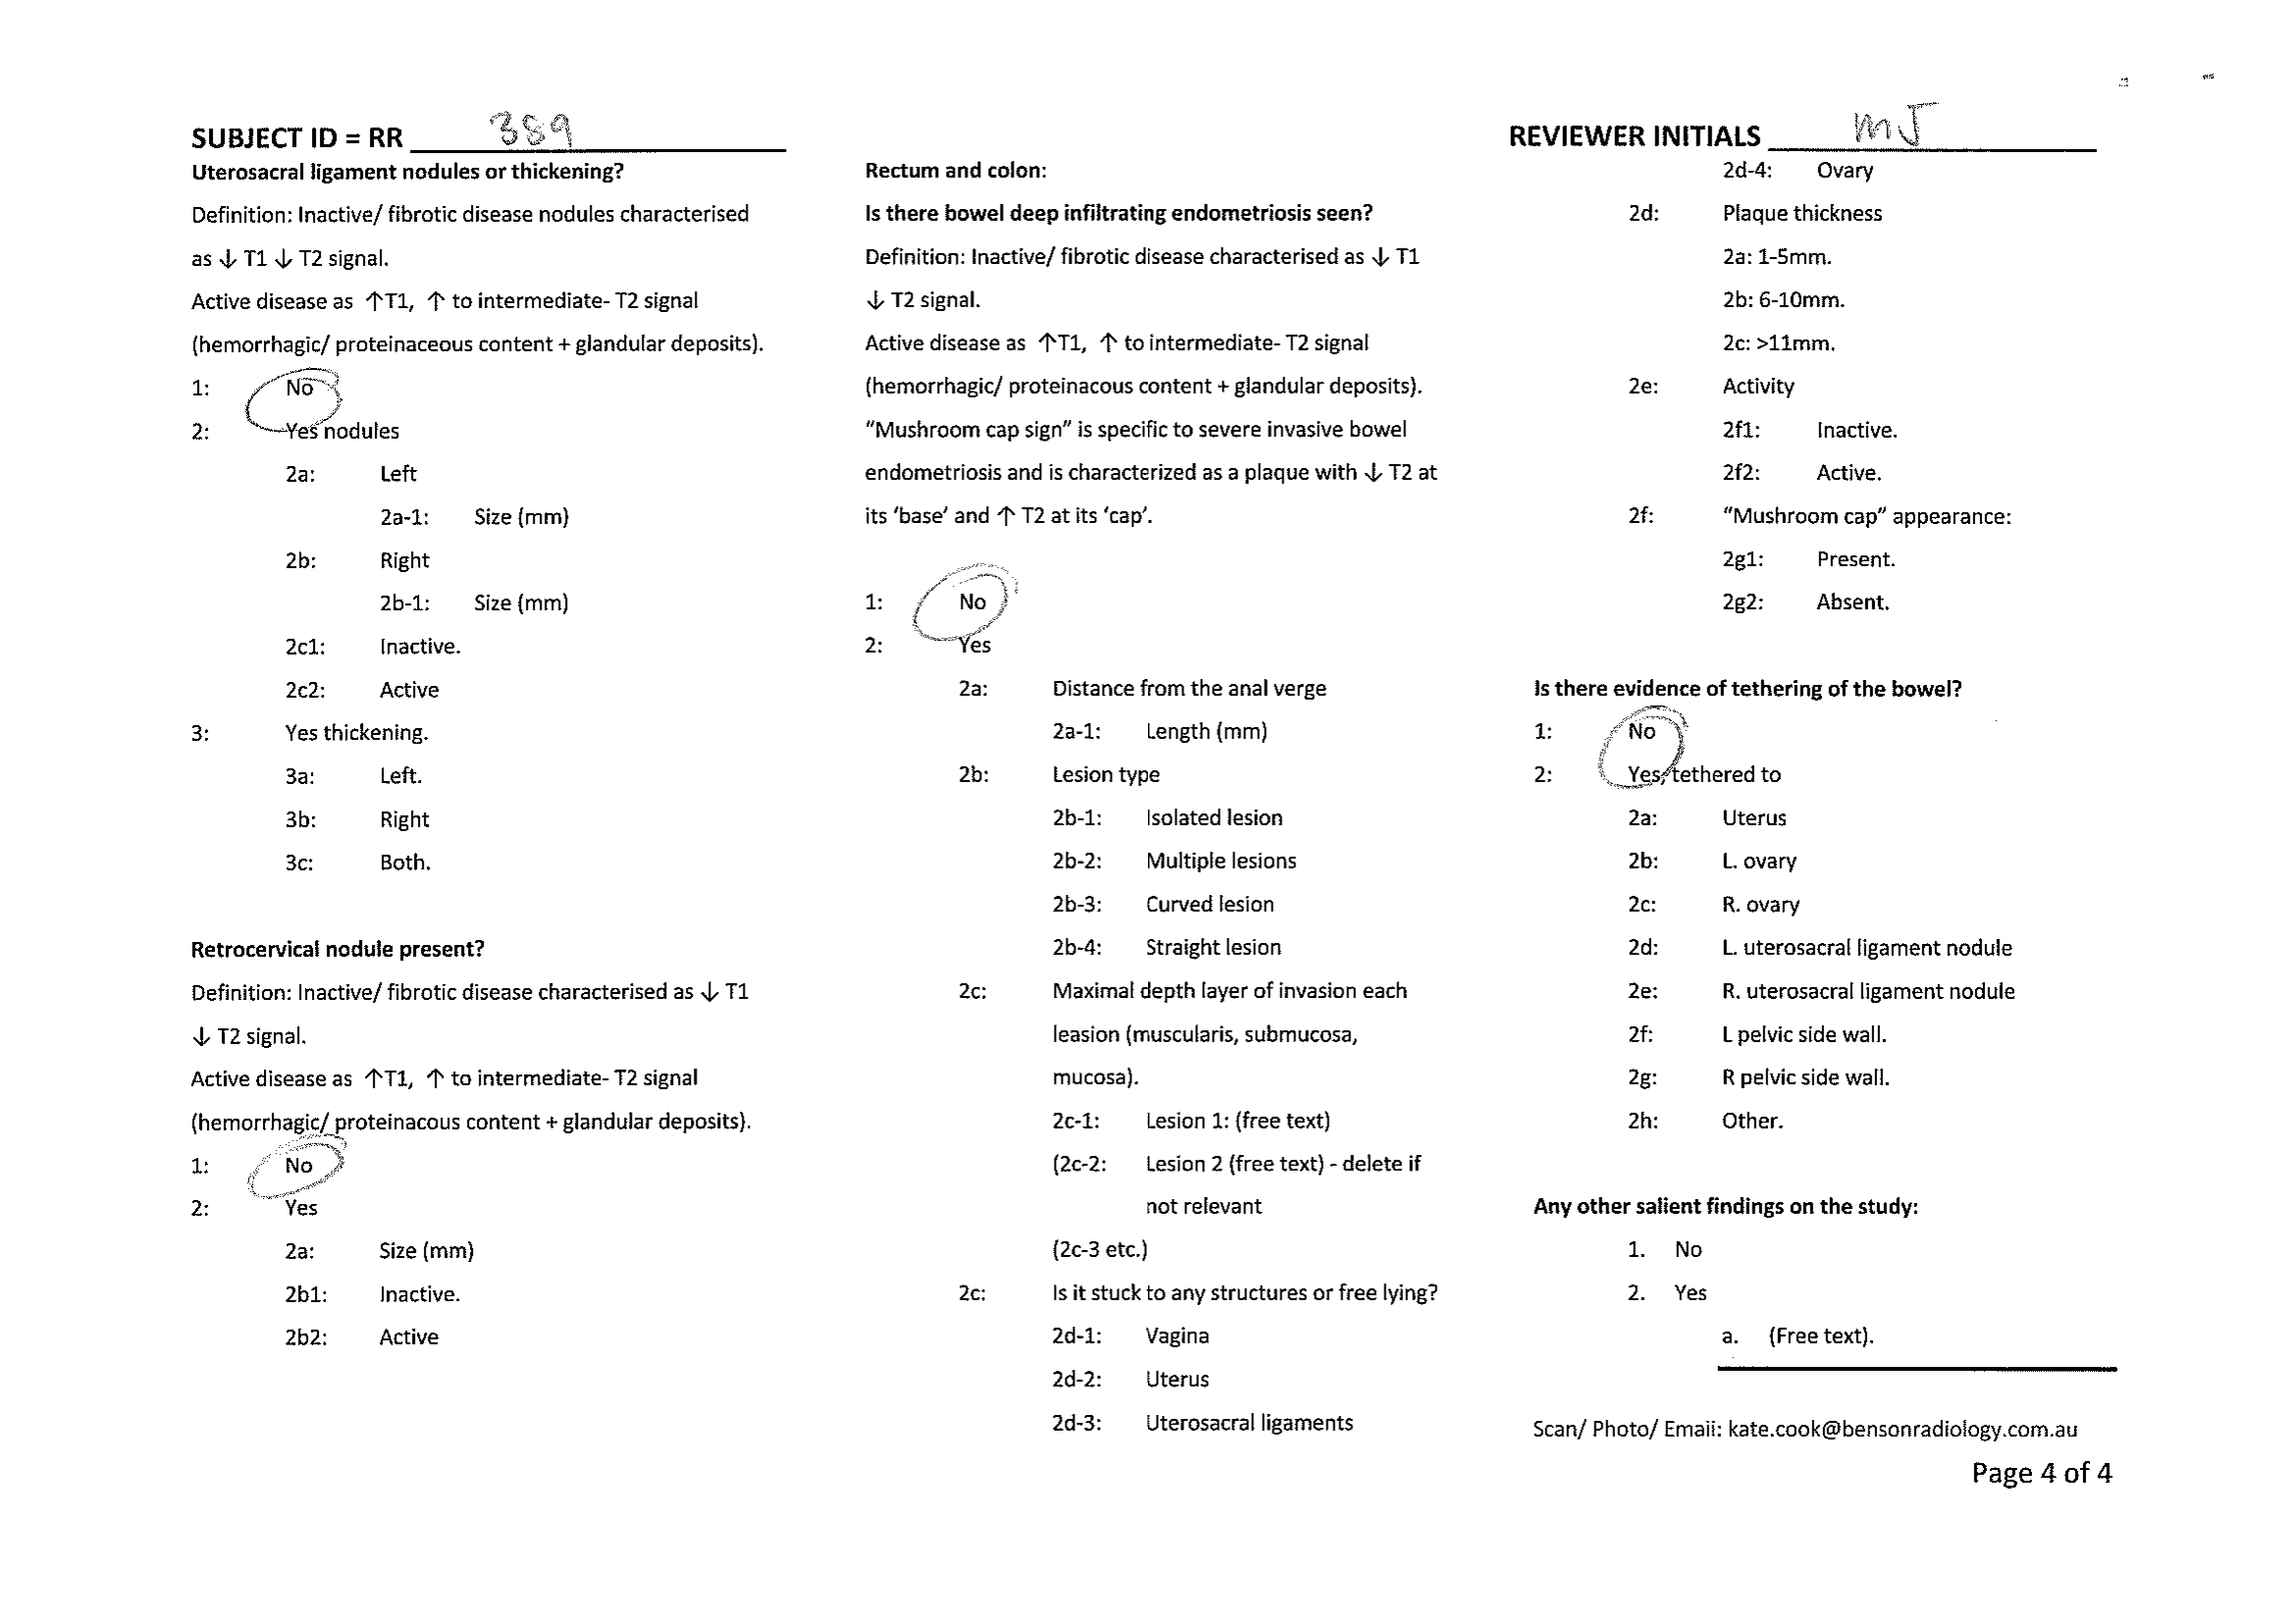 SUBJECT ID = RR 389
REVIEWER INITIALS MJ
Uterosacral ligament nodules or thickening?
Definition: Inactive/ fibrotic disease nodules characterised
as ↓ T1 ↓ T2 signal.
Active disease as ↑T1, ↑ to intermediate- T2 signal
(hemorrhagic/ proteinaceous content + glandular deposits).
1: No
2: Yes nodules
2a: Left
2a-1: Size (mm)
2b: Right
2b-1: Size (mm)
2c1: Inactive.
2c2: Active
3: Yes thickening.
3a: Left.
3b: Right
3c: Both.
Retrocervical nodule present?
Definition: Inactive/ fibrotic disease characterised as ↓ T1
↓ T2 signal.
Active disease as ↑T1, ↑ to intermediate- T2 signal
(hemorrhagic/ proteinacous content + glandular deposits).
1: No
2: Yes
2a: Size (mm)
2b1: Inactive.
2b2: Active
Rectum and colon:
Is there bowel deep infiltrating endometriosis seen?
Definition: Inactive/ fibrotic disease characterised as ↓ T1
↓ T2 signal.
Active disease as ↑T1, ↑ to intermediate- T2 signal
(hemorrhagic/ proteinacous content + glandular deposits).
“Mushroom cap sign” is specific to severe invasive bowel
endometriosis and is characterized as a plaque with ↓ T2 at
its ‘base’ and ↑ T2 at its ‘cap’.
1: No
2: Yes
2a: Distance from the anal verge
2a-1: Length (mm)
2b: Lesion type
2b-1: Isolated lesion
2b-2: Multiple lesions
2b-3: Curved lesion
2b-4: Straight lesion
2c: Maximal depth layer of invasion each
leasion (muscularis, submucosa,
mucosa).
2c-1: Lesion 1: (free text)
(2c-2: Lesion 2 (free text) - delete if
not relevant
(2c-3 etc.)
2c: Is it stuck to any structures or free lying?
2d-1: Vagina
2d-2: Uterus
2d-3: Uterosacral ligaments
2d-4: Ovary
2d: Plaque thickness
2a: 1-5mm.
2b: 6-10mm.
2c: >11mm.
2e: Activity
2f1: Inactive.
2f2: Active.
2f: “Mushroom cap” appearance:
2g1: Present.
2g2: Absent.
Is there evidence of tethering of the bowel?
1: No
2: Yes, tethered to
2a: Uterus
2b: L. ovary
2c: R. ovary
2d: L. uterosacral ligament nodule
2e: R. uterosacral ligament nodule
2f: L pelvic side wall.
2g: R pelvic side wall.
2h: Other.
Any other salient findings on the study:
1. No
2. Yes
a. (Free text).
Scan/ Photo/ Email: kate.cook@bensonradiology.com.au
Page 4 of 4